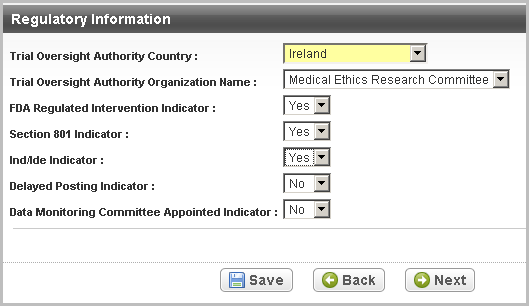 Regulatory Information
Trial Oversight Authority Country : Ireland
Trial Oversight Authority Organization Name : Medical Ethics Research Committee
FDA Regulated Intervention Indicator : Yes
Section 801 Indicator : Yes
Ind/Ide Indicator : Yes
Delayed Posting Indicator : No
Data Monitoring Committee Appointed Indicator : No
Save Back Next